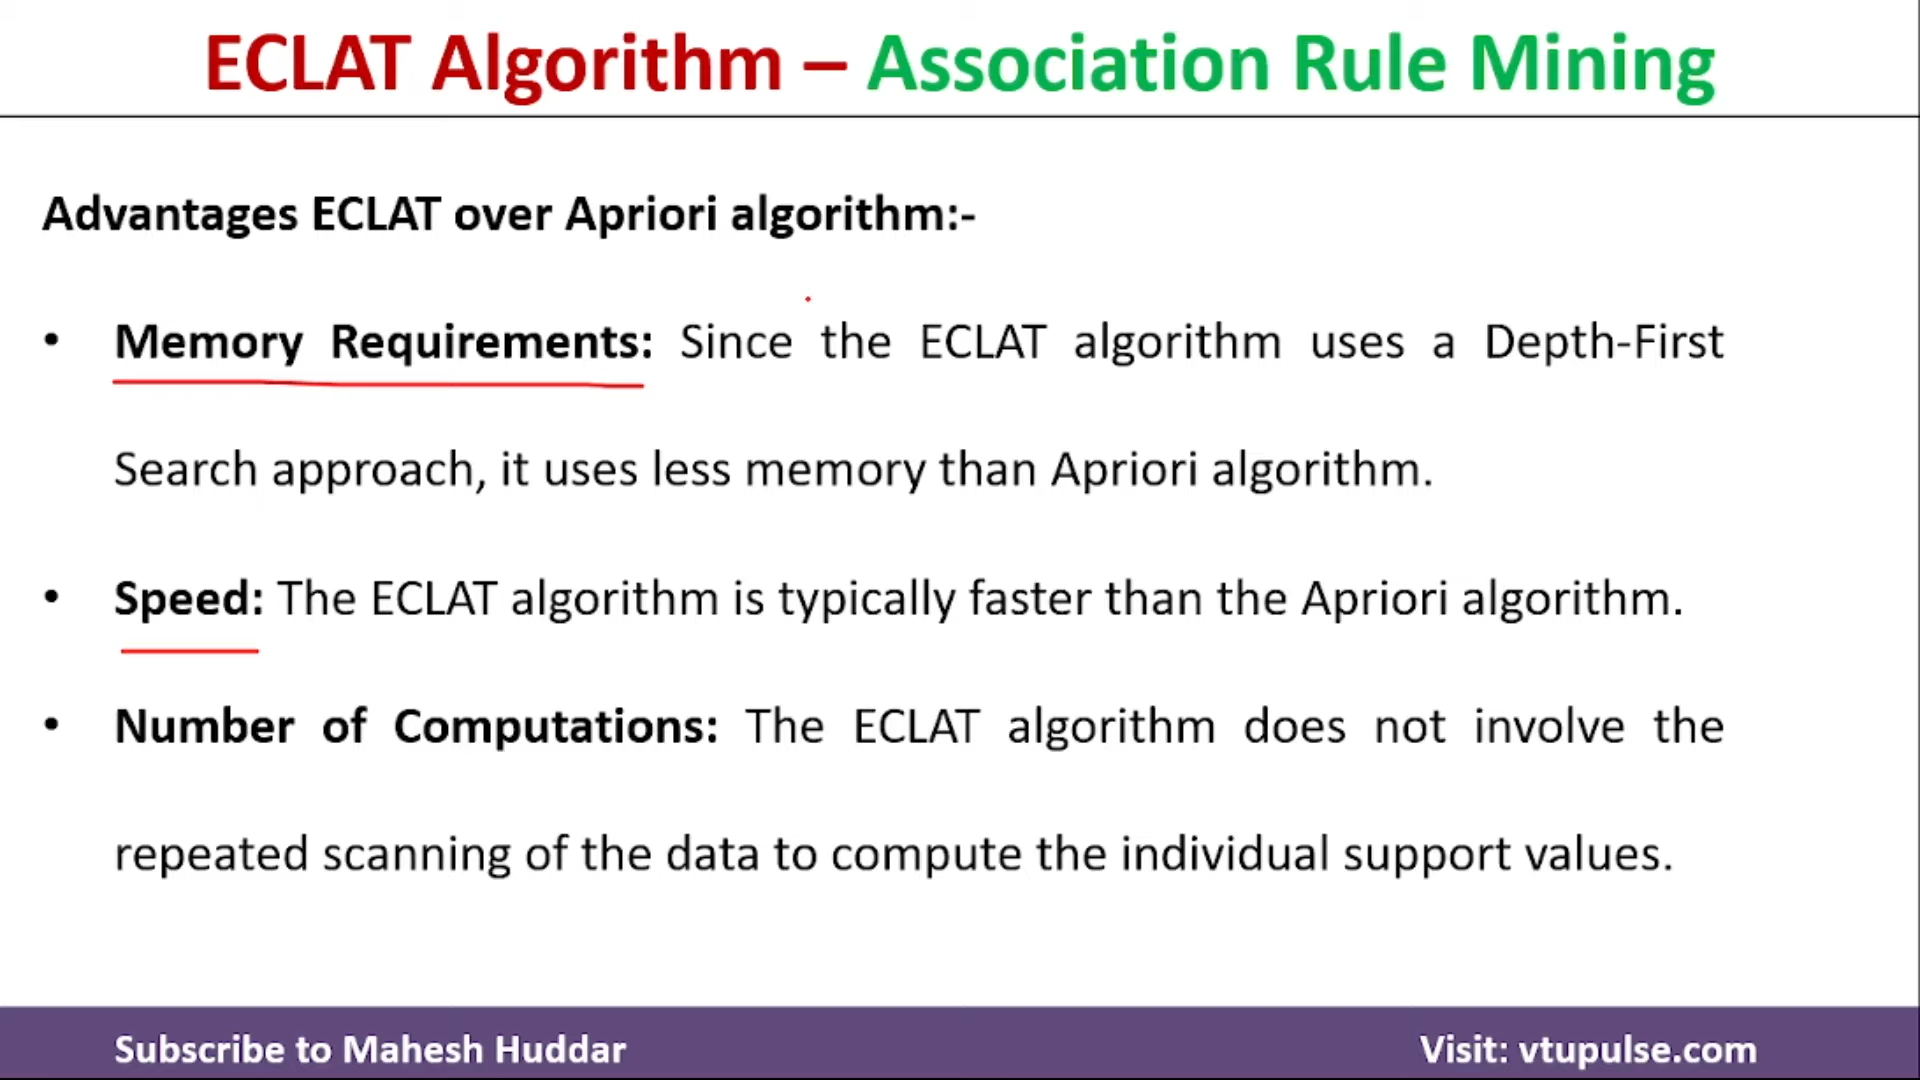 ECLAT Algorithm – Association Rule Mining
Advantages ECLAT over Apriori algorithm:-
• Memory Requirements: Since the ECLAT algorithm uses a Depth-First
Search approach, it uses less memory than Apriori algorithm.
• Speed: The ECLAT algorithm is typically faster than the Apriori algorithm.
• Number of Computations: The ECLAT algorithm does not involve the
repeated scanning of the data to compute the individual support values.
Subscribe to Mahesh Huddar
Visit: vtupulse.com